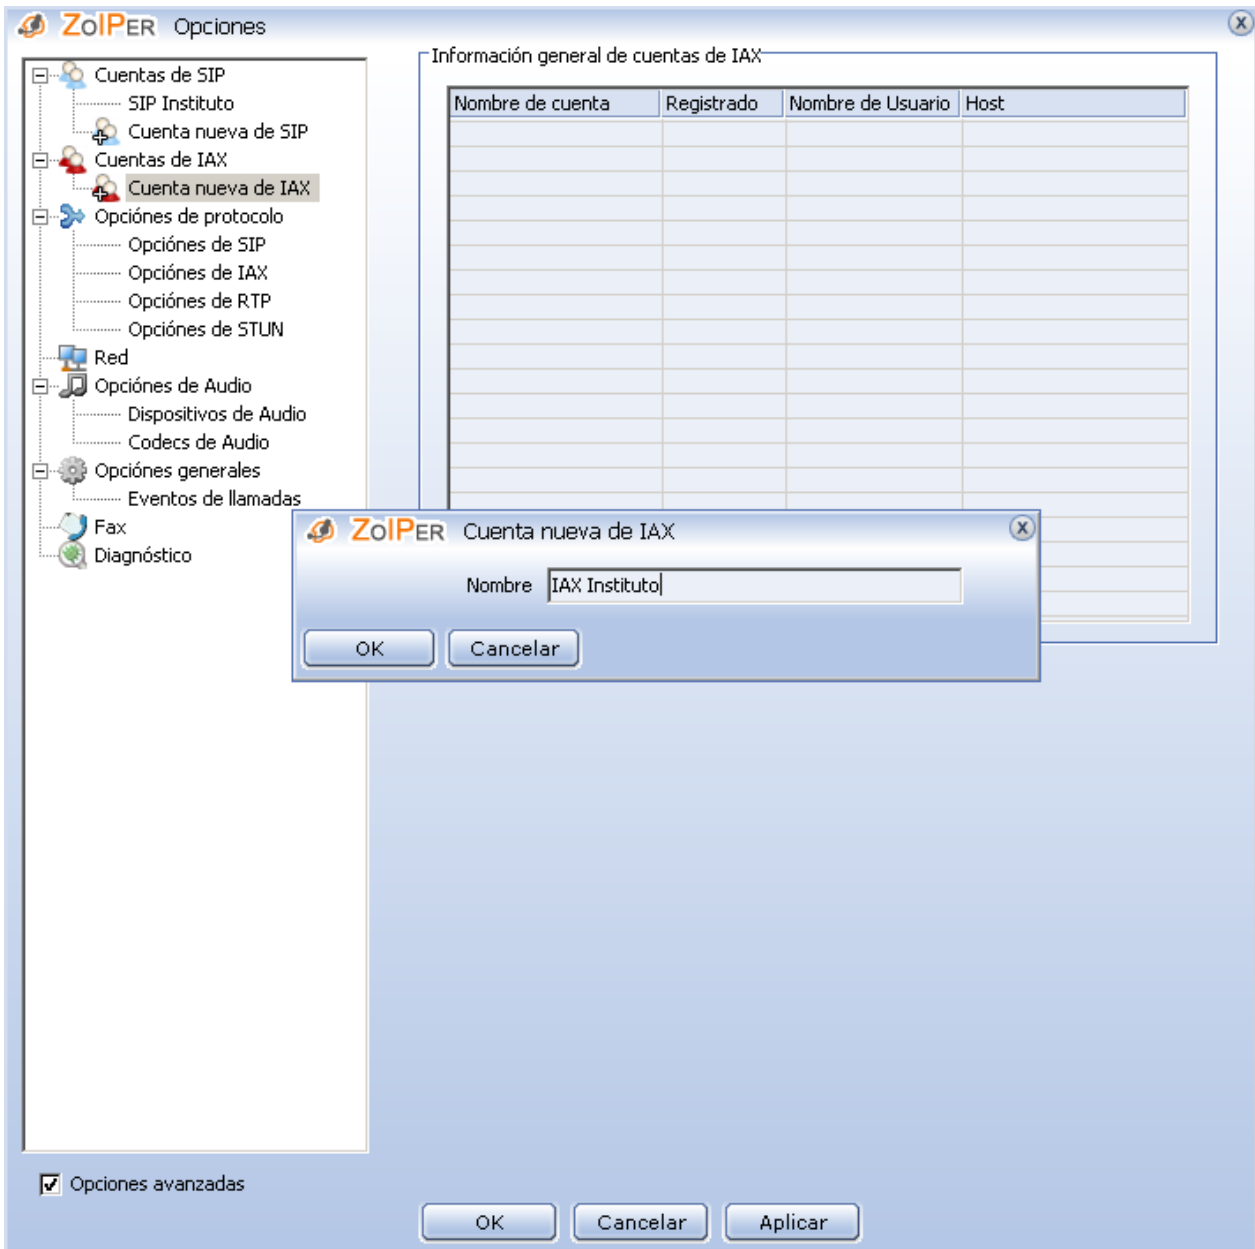 ZoIPER Opciones
Cuentas de SIP
SIP Instituto
Cuenta nueva de SIP
Cuentas de IAX
Cuenta nueva de IAX
Opciónes de protocolo
Opciónes de SIP
Opciónes de IAX
Opciónes de RTP
Opciónes de STUN
Red
Opciónes de Audio
Dispositivos de Audio
Codecs de Audio
Opciónes generales
Eventos de llamadas
Fax
Diagnóstico
Información general de cuentas de IAX
Nombre de cuenta Registrado Nombre de Usuario Host
ZoIPER Cuenta nueva de IAX
Nombre IAX Instituto
OK Cancelar
Opciones avanzadas
OK Cancelar Aplicar